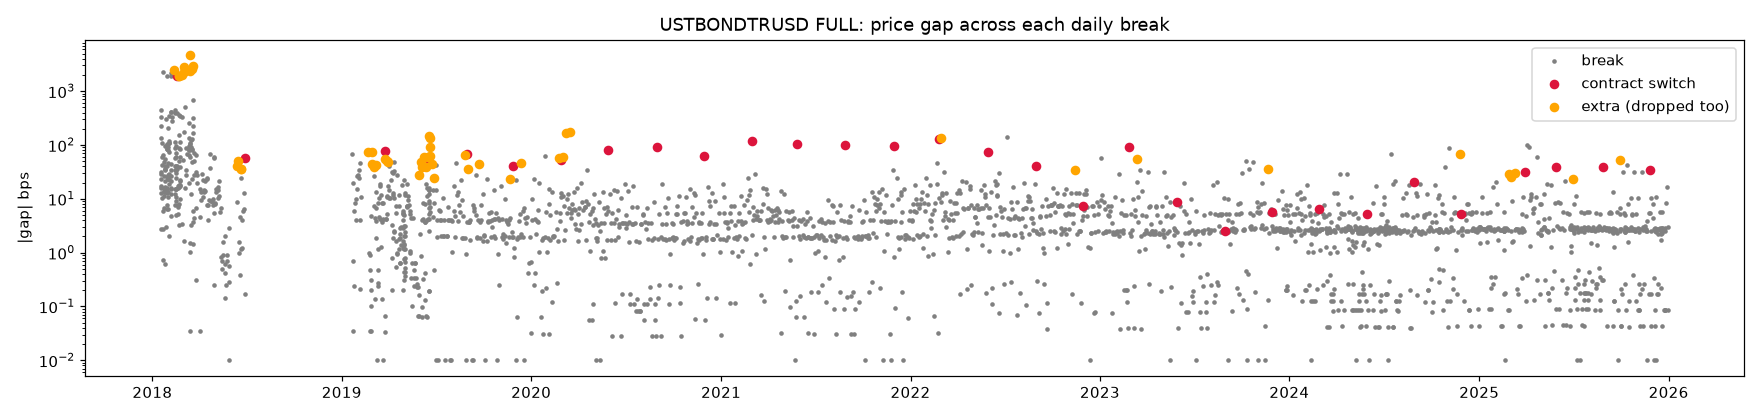 USTBONDTRUSD FULL: price gap across each daily break
break
contract switch
extra (dropped too)
|gap| bps
10³
10²
10¹
10⁰
10⁻¹
10⁻²
2018 2019 2020 2021 2022 2023 2024 2025 2026